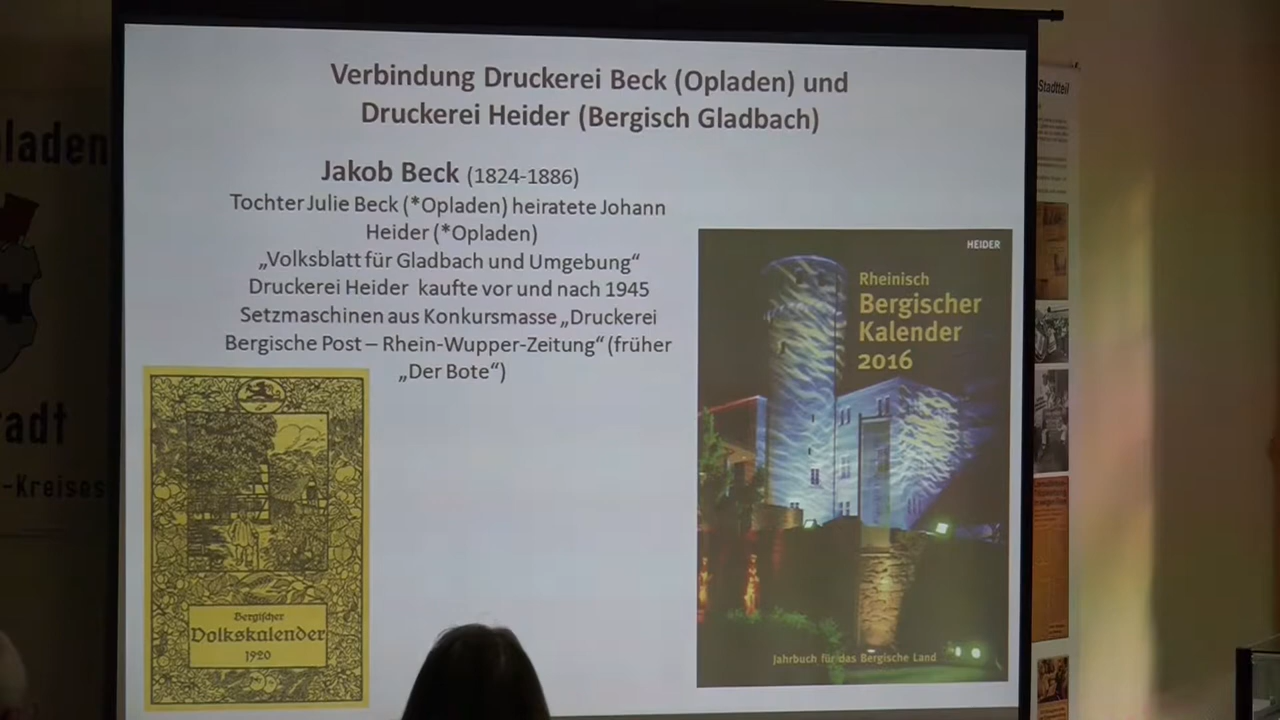 Verbindung Druckerei Beck (Opladen) und
Druckerei Heider (Bergisch Gladbach)
Jakob Beck (1824-1886)
Tochter Julie Beck (*Opladen) heiratete Johann
Heider (*Opladen)
„Volksblatt für Gladbach und Umgebung“
Druckerei Heider kaufte vor und nach 1945
Setzmaschinen aus Konkursmasse „Druckerei
Bergische Post – Rhein-Wupper-Zeitung“ (früher
„Der Bote“)
HEIDER
Rheinisch
Bergischer
Kalender
2016
Jahrbuch für das Bergische Land
Bergischer
Volkskalender
1920
laden
adt
-Kreises
Stadtteil